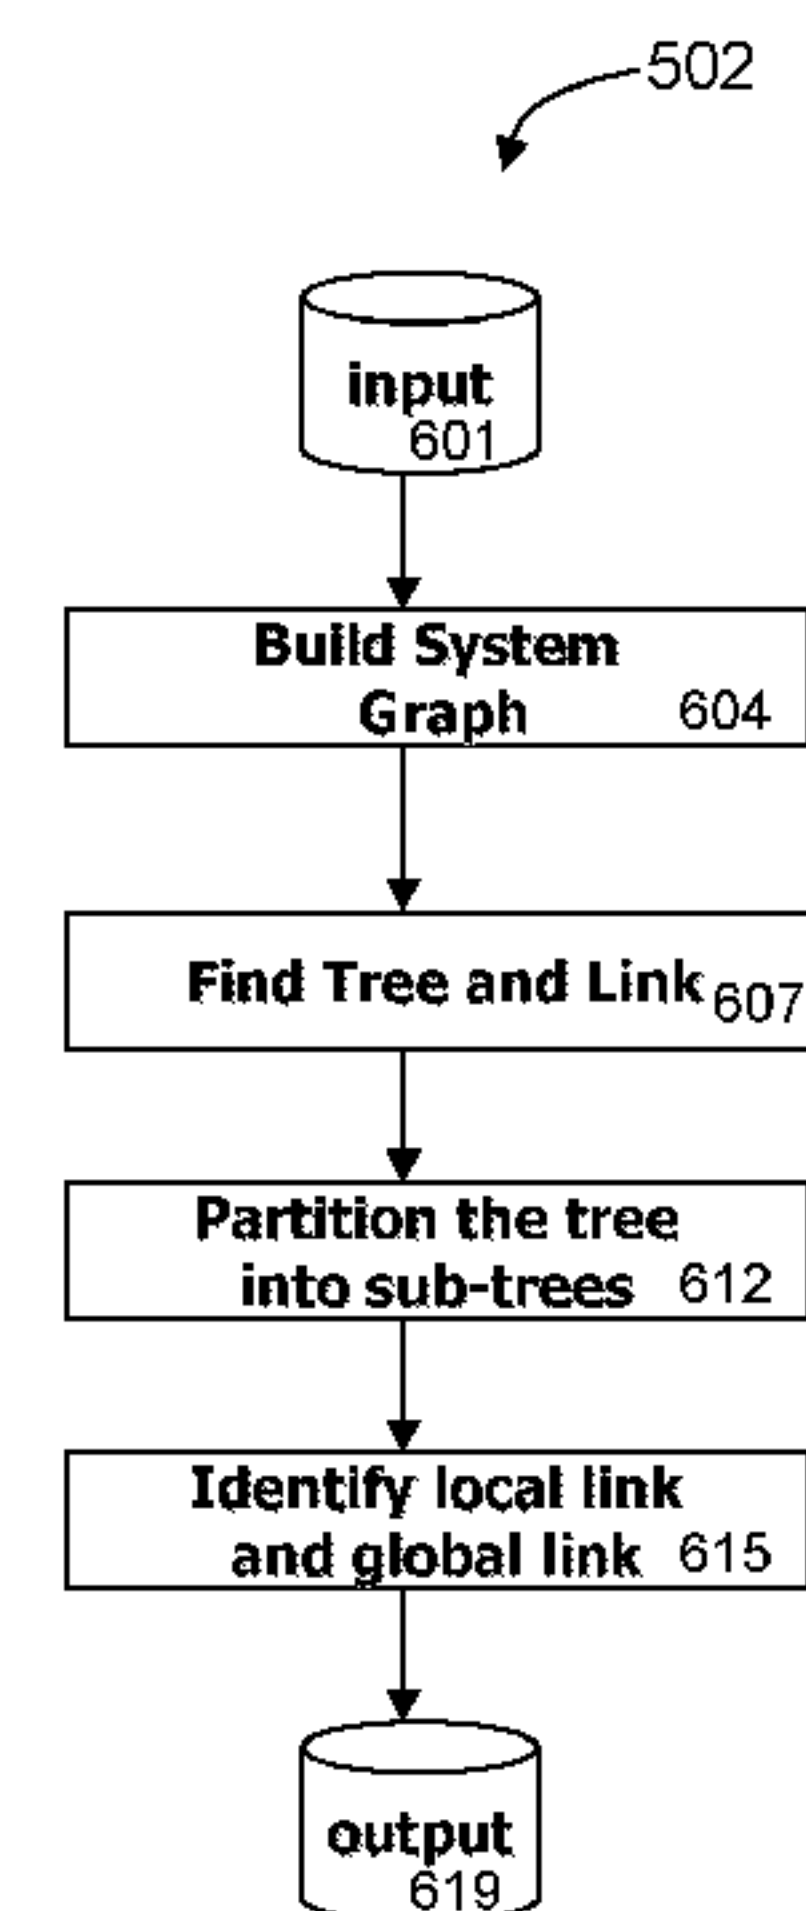 502
input
601
Build System
Graph 604
Find Tree and Link 607
Partition the tree
into sub-trees 612
Identify local link
and global link 615
output
619